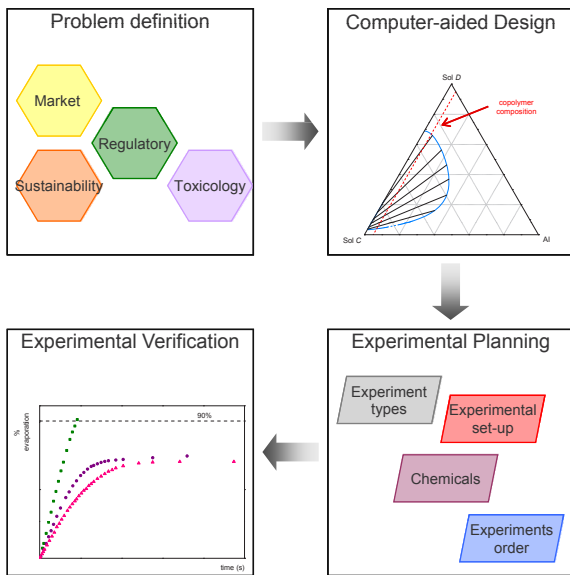 Problem definition
Market
Regulatory
Sustainability
Toxicology
Computer-aided Design
Sol D
copolymer
composition
Sol C
AI
Experimental Verification
90%
%
evaporation
time (s)
Experimental Planning
Experiment
types
Experimental
set-up
Chemicals
Experiments
order